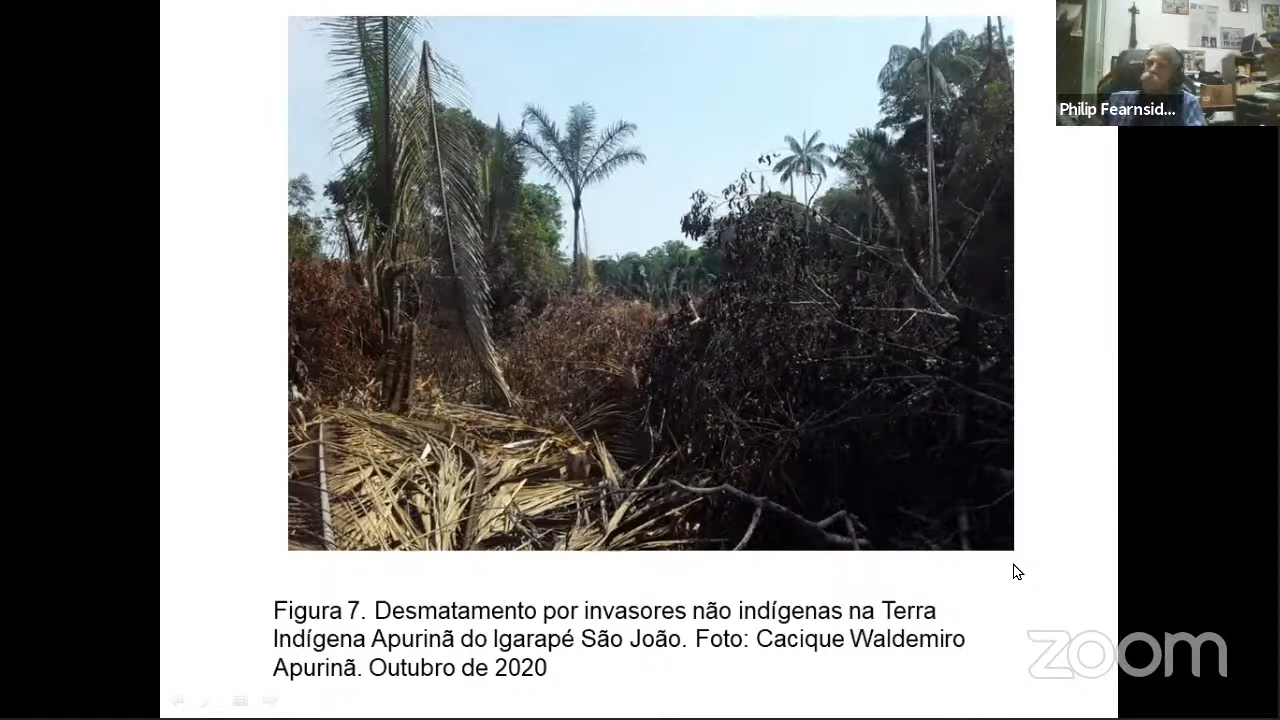 Philip Fearnsid...
Figura 7. Desmatamento por invasores não indígenas na Terra
Indígena Apurinã do Igarapé São João. Foto: Cacique Waldemiro
Apurinã. Outubro de 2020
zoom